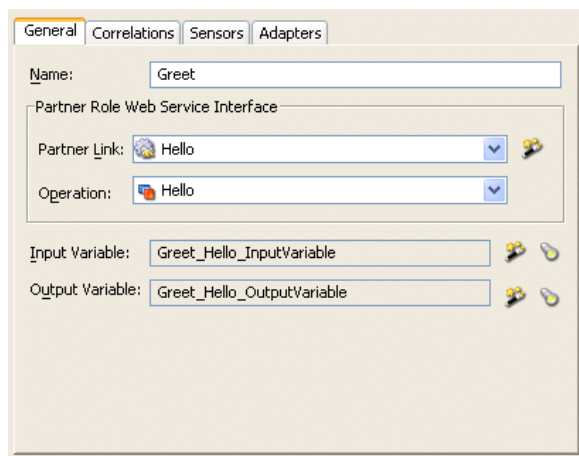 General Correlations Sensors Adapters
Name: Greet
Partner Role Web Service Interface
Partner Link: Hello
Operation: Hello
Input Variable: Greet_Hello_InputVariable
Output Variable: Greet_Hello_OutputVariable